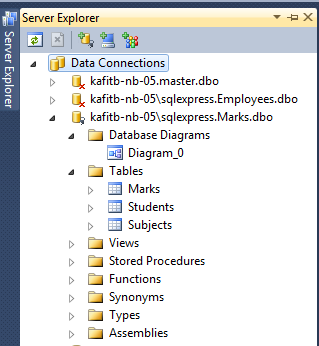 Server Explorer
Server Explorer
Data Connections
kafitb-nb-05.master.dbo
kafitb-nb-05\sqlexpress.Employees.dbo
kafitb-nb-05\sqlexpress.Marks.dbo
Database Diagrams
Diagram_0
Tables
Marks
Students
Subjects
Views
Stored Procedures
Functions
Synonyms
Types
Assemblies